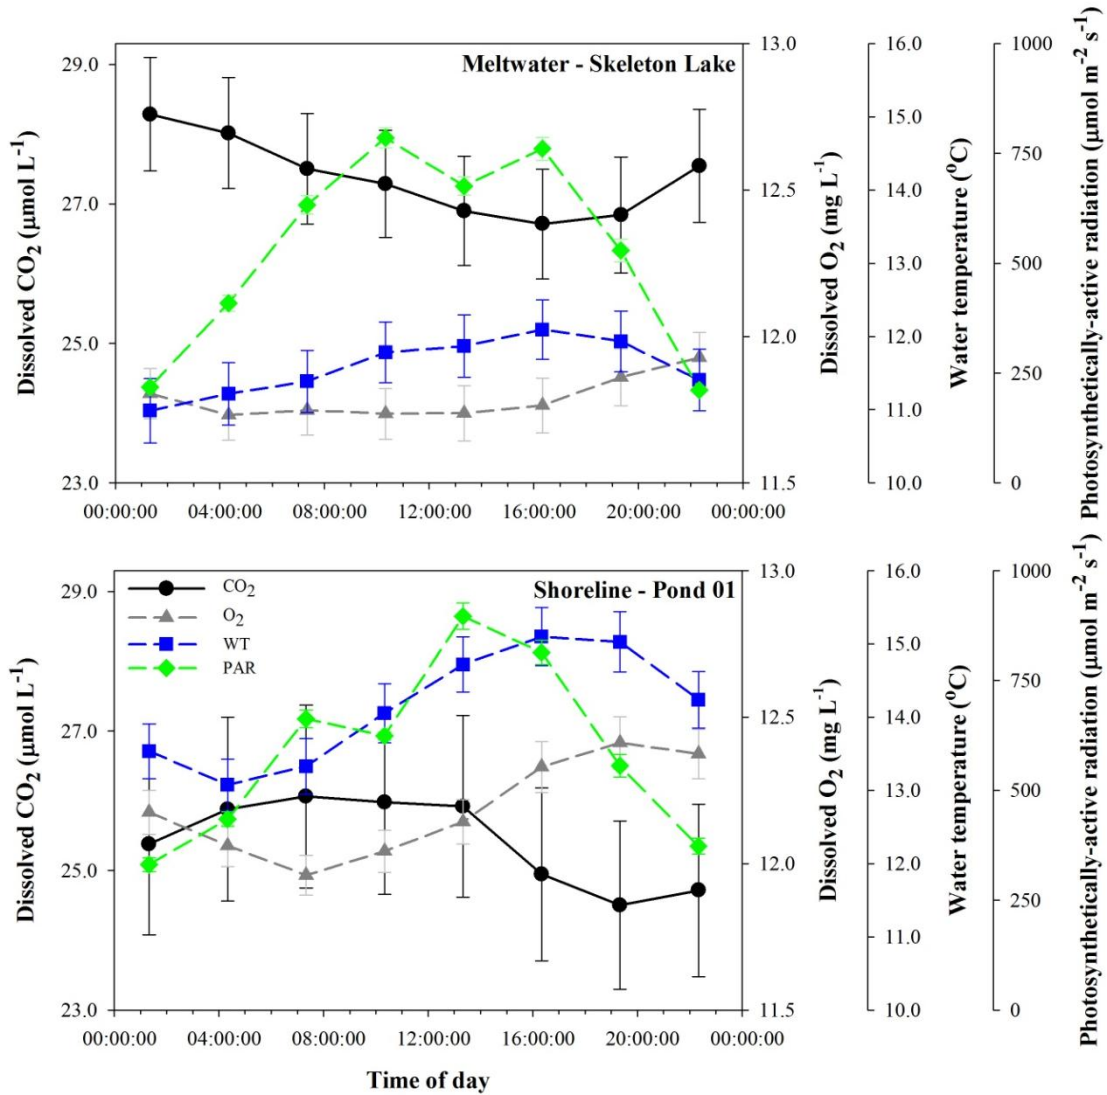 Meltwater - Skeleton Lake
Dissolved CO2 (µmol L-1)
29.0
27.0
25.0
23.0
13.0
12.5
12.0
11.5
Dissolved O2 (mg L-1)
16.0
15.0
14.0
13.0
12.0
11.0
10.0
Water temperature (oC)
1000
750
500
250
0
Photosynthetically-active radiation (µmol m-2 s-1)
00:00:00 04:00:00 08:00:00 12:00:00 16:00:00 20:00:00 00:00:00
Shoreline - Pond 01
CO2
O2
WT
PAR
Dissolved CO2 (µmol L-1)
29.0
27.0
25.0
23.0
13.0
12.5
12.0
11.5
Dissolved O2 (mg L-1)
16.0
15.0
14.0
13.0
12.0
11.0
10.0
Water temperature (oC)
1000
750
500
250
0
Photosynthetically-active radiation (µmol m-2 s-1)
00:00:00 04:00:00 08:00:00 12:00:00 16:00:00 20:00:00 00:00:00
Time of day